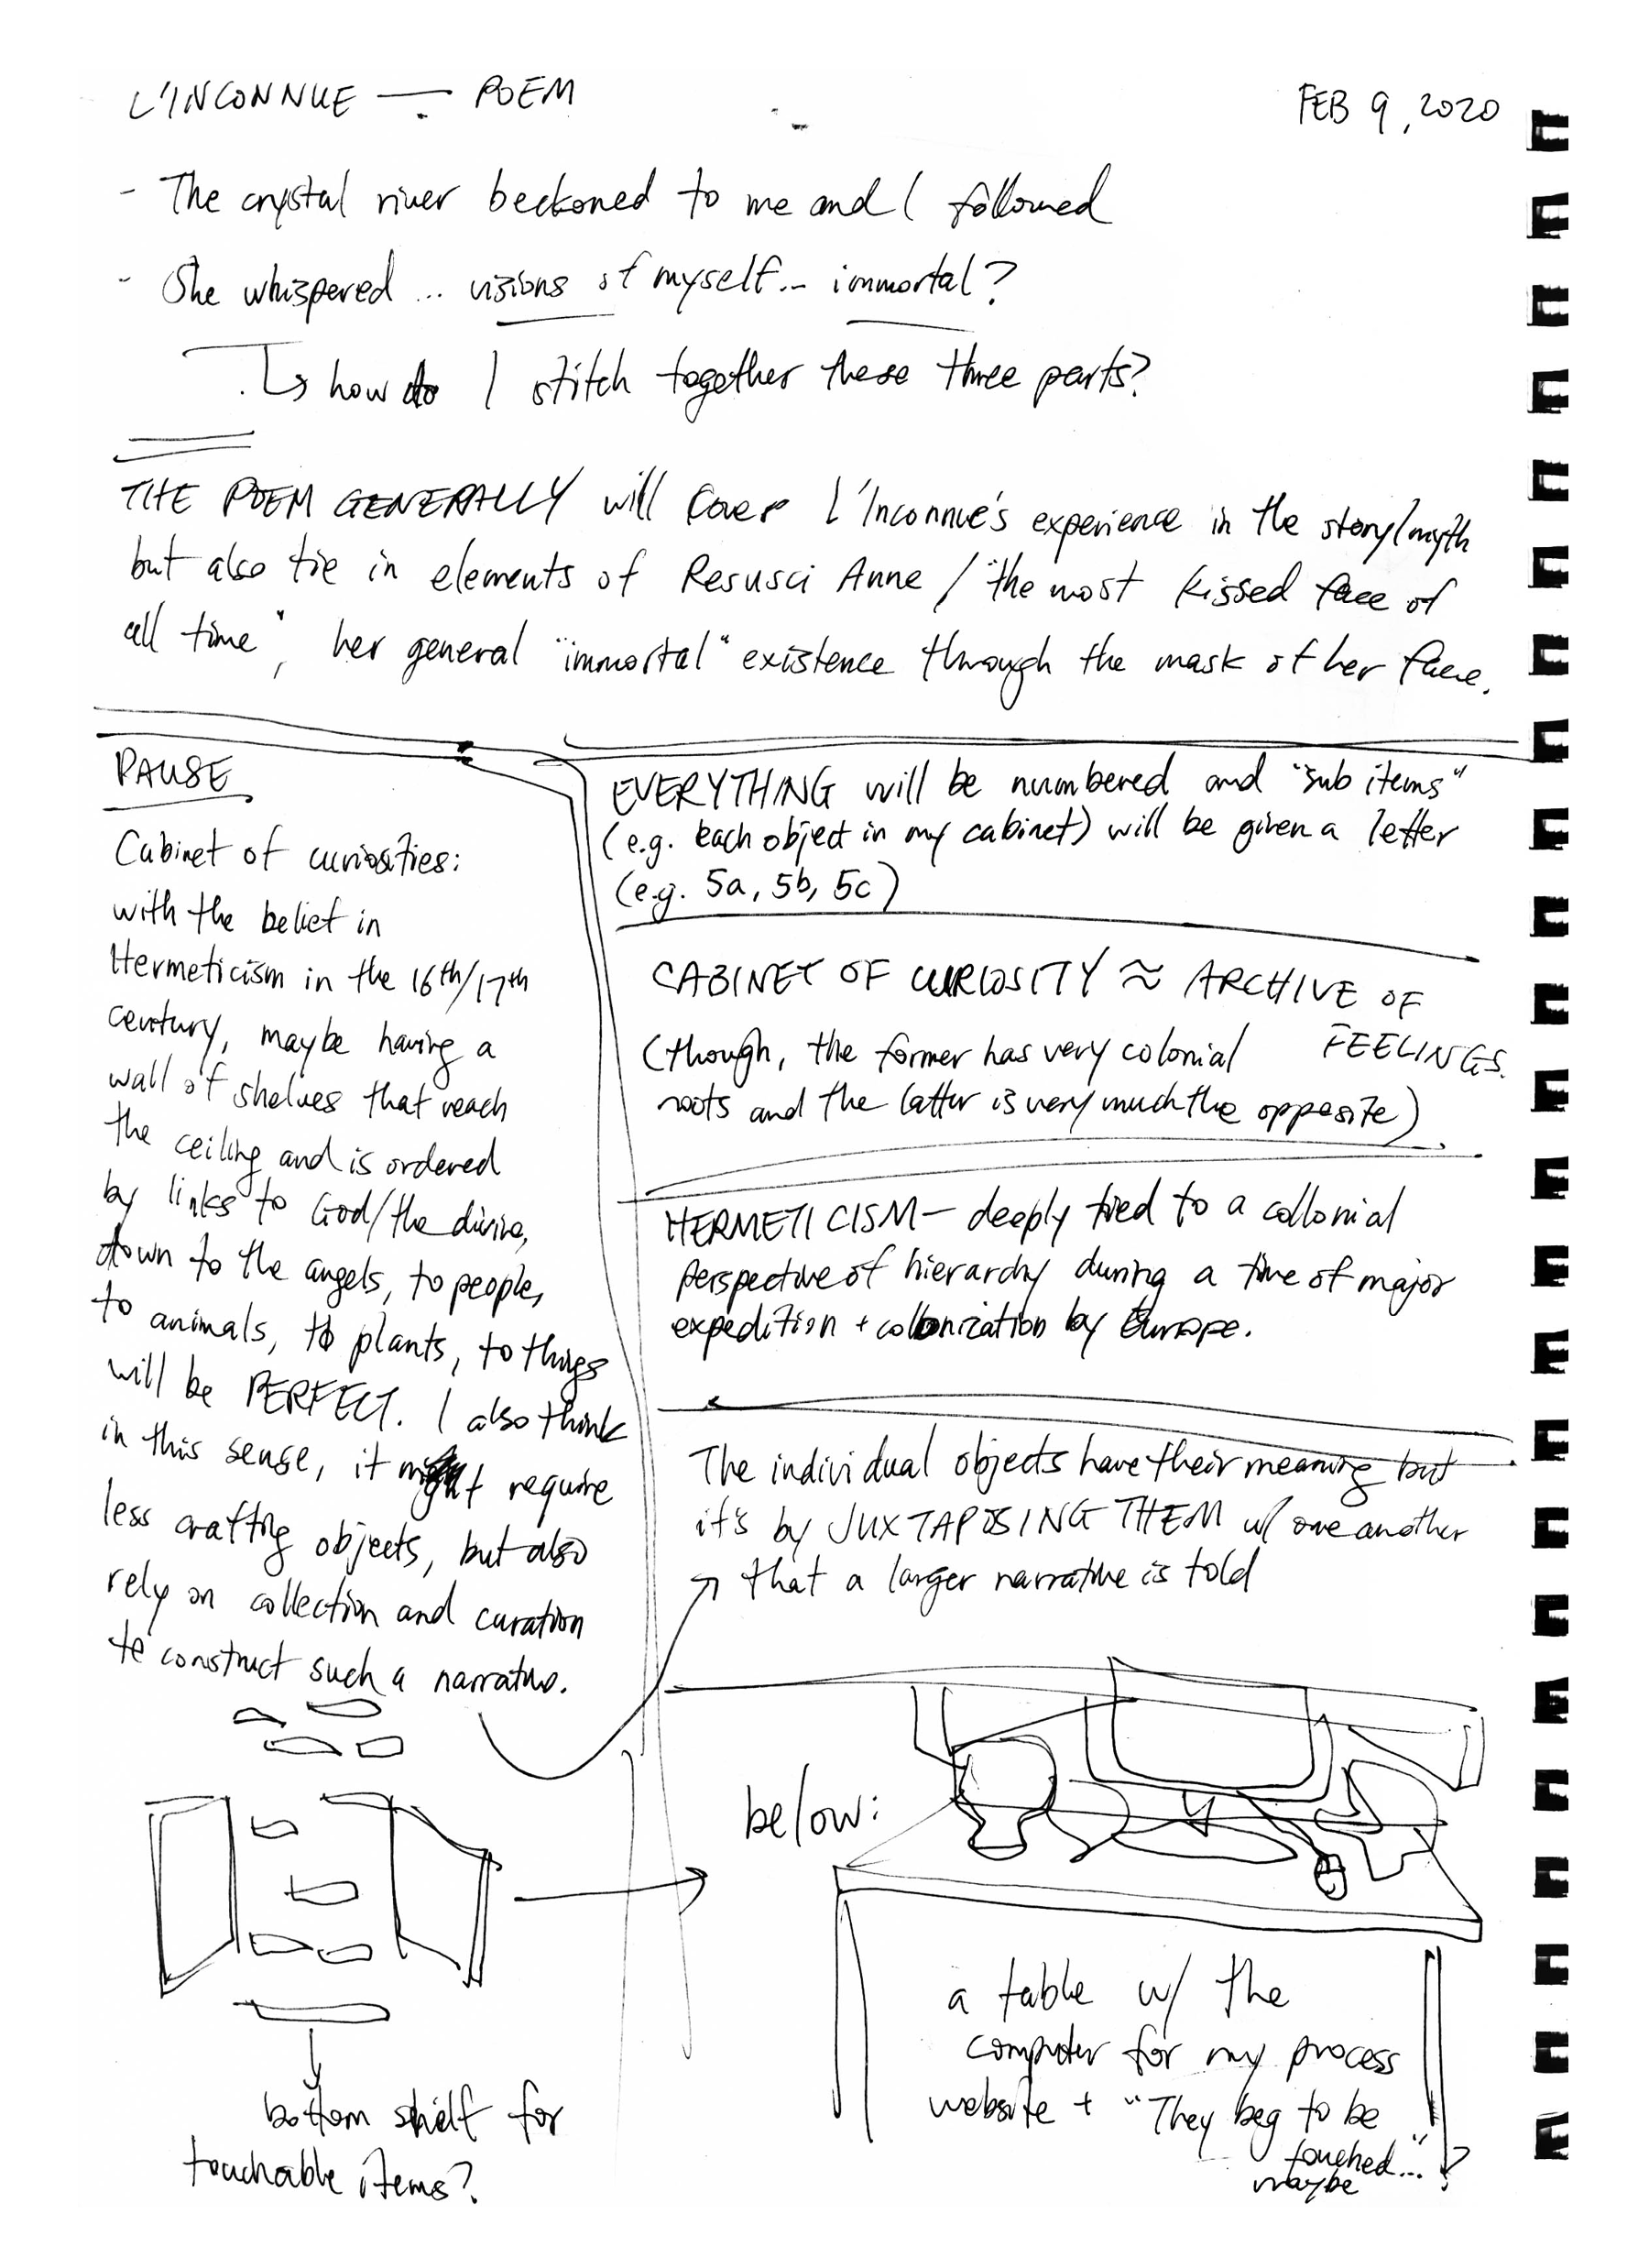 L'INCONNUE — POEM
FEB 9, 2020
- The crystal river beckoned to me and I followed
- She whispered ... visions of myself... immortal?
↳ how do I stitch together these three parts?
THE POEM GENERALLY will cover L'Inconnue's experience in the story/myth
but also tie in elements of Resusci Anne / "the most kissed face of
all time", her general "immortal" existence through the mask of her face.
PAUSE
Cabinet of curiosities:
with the belief in
Hermeticism in the 16th/17th
century, maybe having a
wall of shelves that reach
the ceiling and is ordered
by links to God/the divine,
down to the angels, to people,
to animals, to plants, to things
will be PERFECT. I also think
in this sense, it might require
less crafting objects, but also
rely on collection and curation
to construct such a narrative.
EVERYTHING will be numbered and "sub items"
(e.g. each object in my cabinet) will be given a letter
(e.g. 5a, 5b, 5c)
CABINET OF CURIOSITY ≈ ARCHIVE OF
FEELINGS.
(though, the former has very colonial
roots and the latter is very much the opposite)
HERMETICISM — deeply tied to a collonial
perspective of hierarchy during a time of major
expedition + colonization by Europe.
The individual objects have their meaning but
it's by JUXTAPOSING THEM w/ one another
that a larger narrative is told
below:
a table w/ the
computer for my process
website + "They beg to be
touched..."?
maybe
bottom shelf for
touchable items?